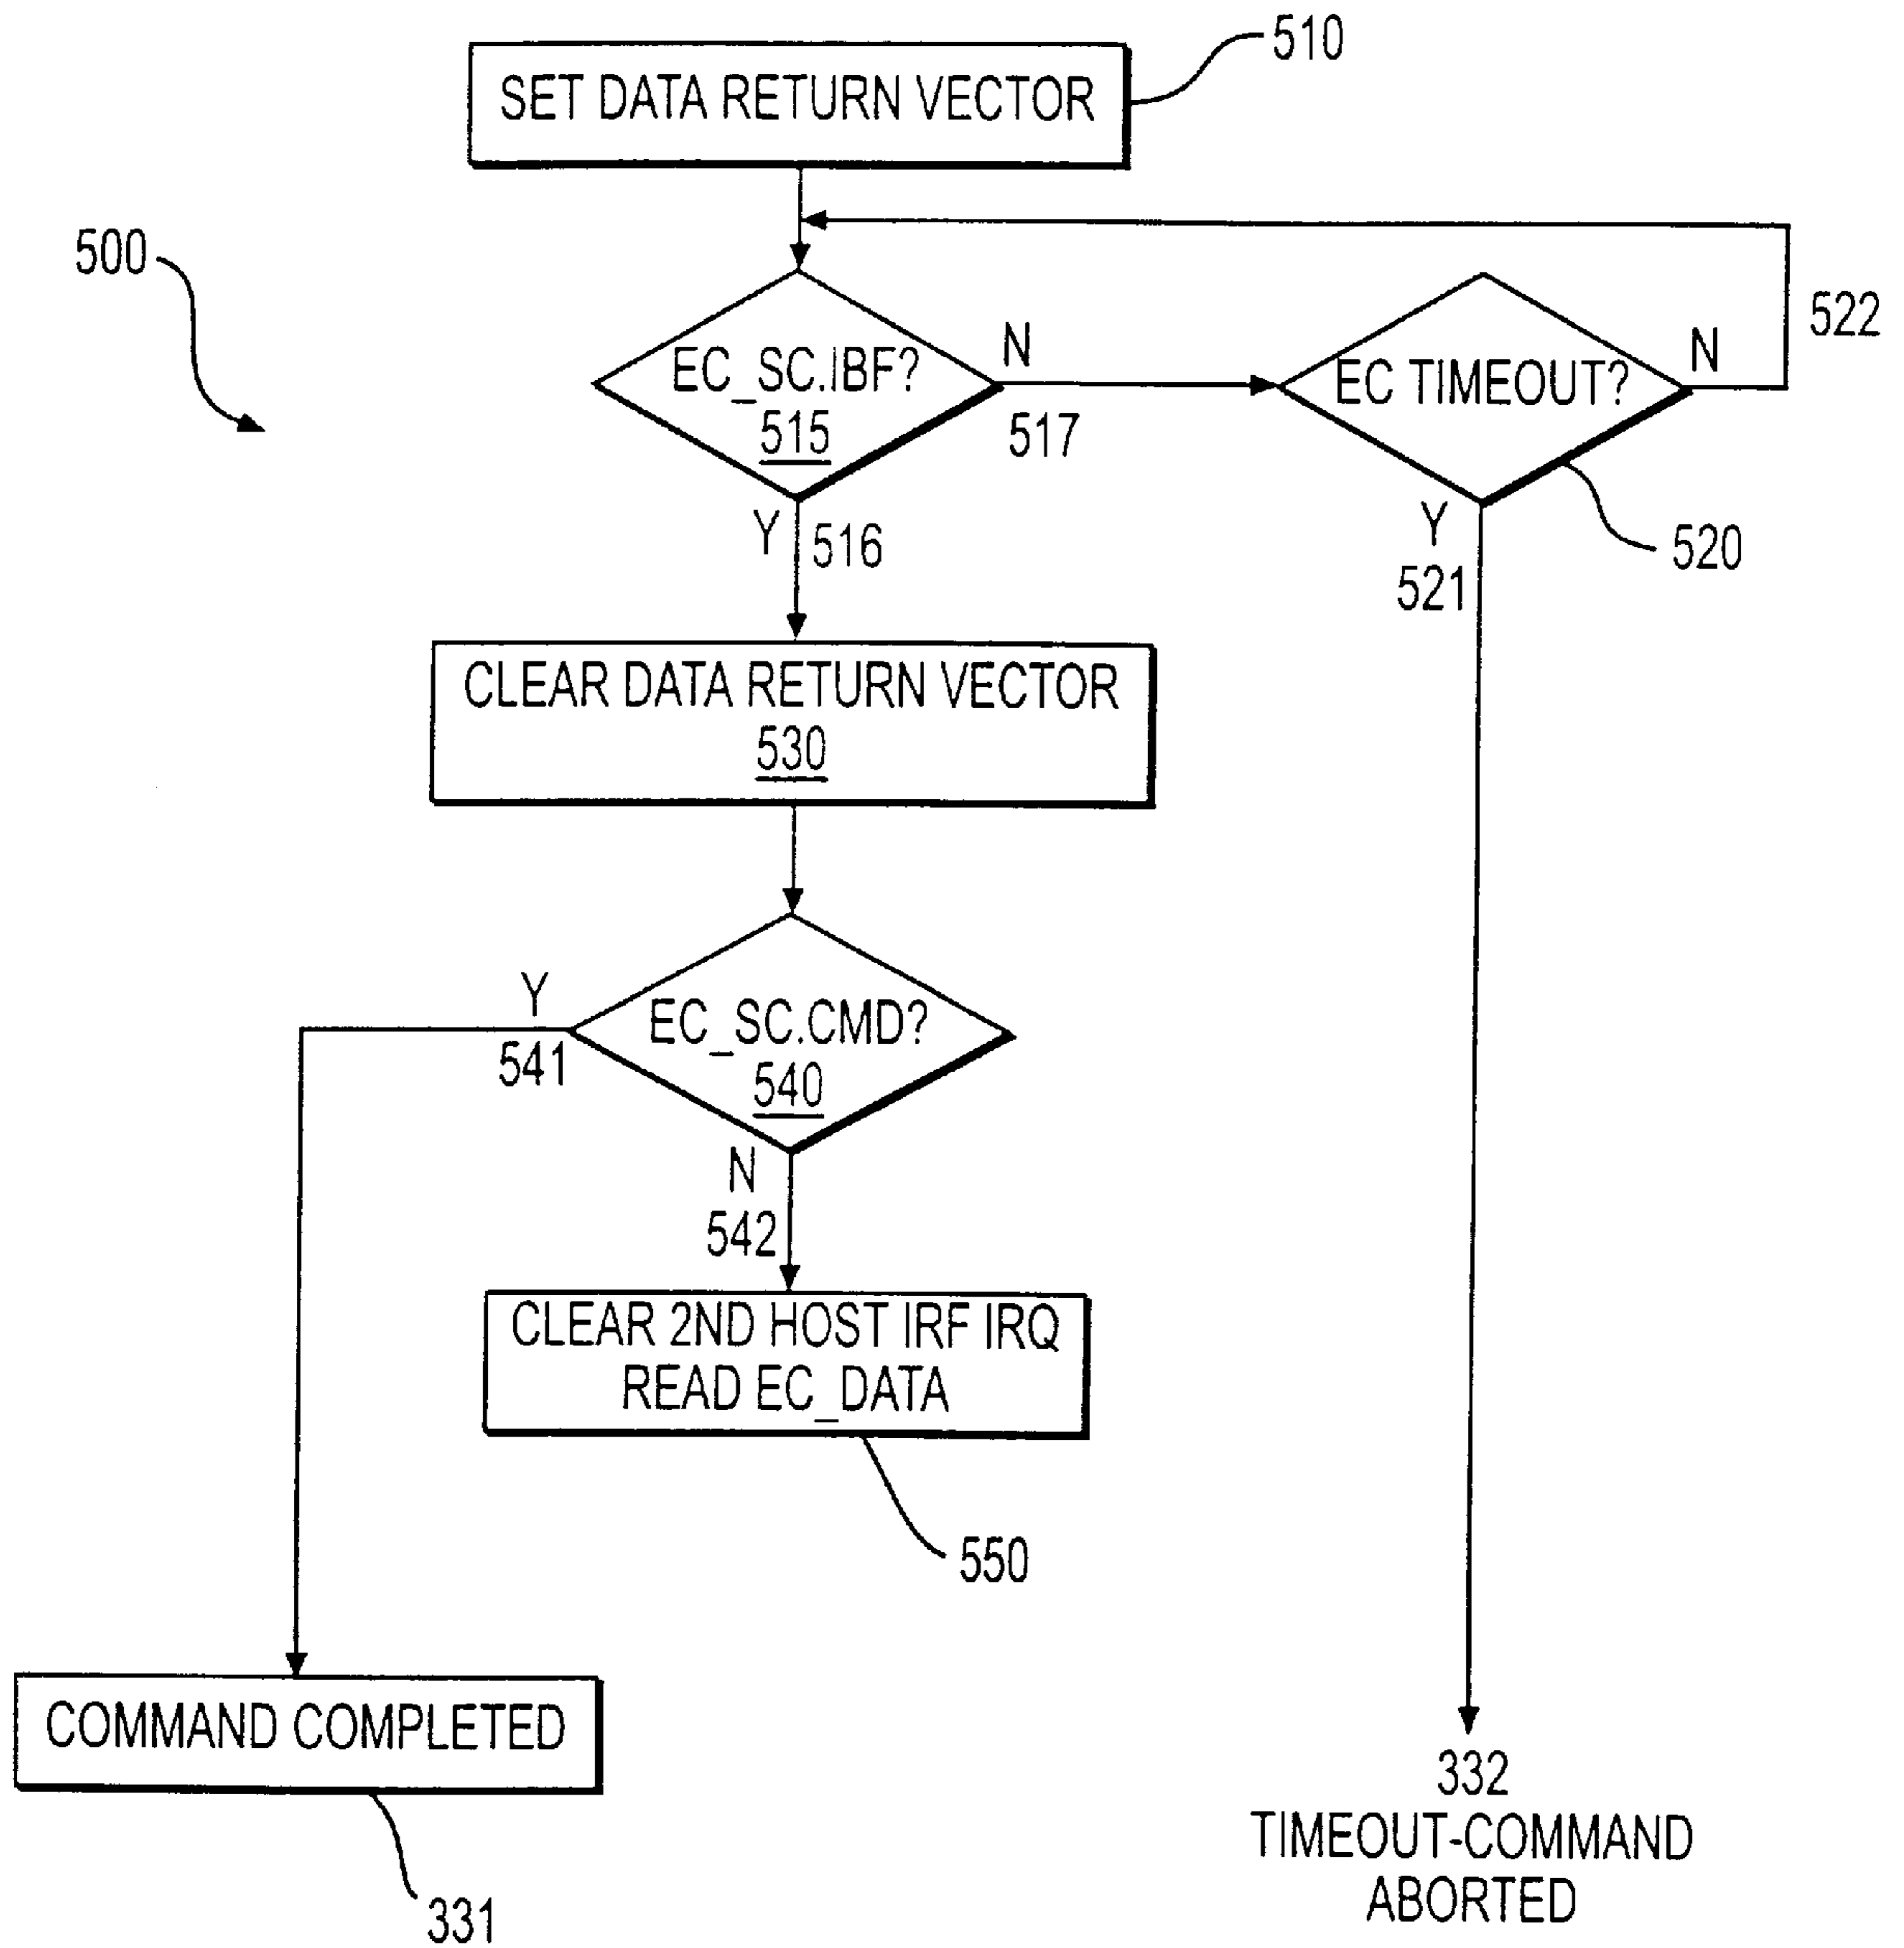 510
SET DATA RETURN VECTOR
500
522
EC_SC.IBF?
515
N
517
EC TIMEOUT?
N
520
Y
516
Y
521
CLEAR DATA RETURN VECTOR
530
EC_SC.CMD?
540
Y
541
N
542
CLEAR 2ND HOST IRF IRQ
READ EC_DATA
550
COMMAND COMPLETED
331
332
TIMEOUT-COMMAND
ABORTED